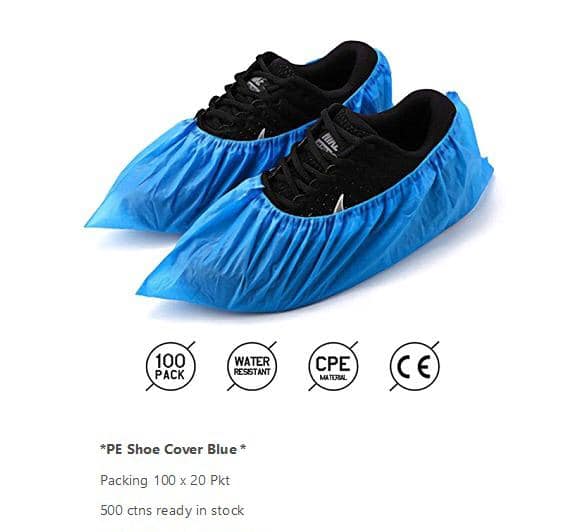 100
PACK
WATER
RESISTANT
CPE
MATERIAL
CE
*PE Shoe Cover Blue *
Packing 100 x 20 Pkt
500 ctns ready in stock